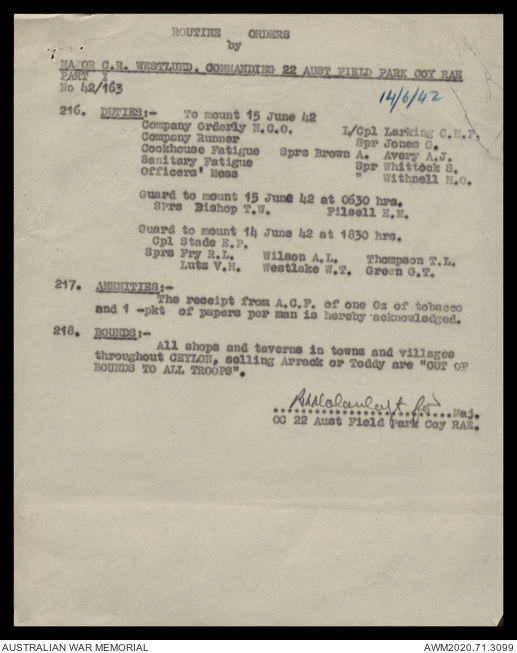 ROUTINE ORDERS
by
MAJOR C.R. WESTLUND. COMMANDING 22 AUST FIELD PARK COY RAE
PART I
No 42/163
14/6/42
216. DUTIES:- To mount 15 June 42
Company Orderly N.C.O. L/Cpl Larking C.M.F.
Company Runner Spr Jones G.
Cookhouse Fatigue Sprs Brown A. Avery A.J.
Sanitary Fatigue Spr Whittock S.
Officers' Mess " Withnell N.O.
Guard to mount 15 June 42 at 0630 hrs.
Sprs Bishop T.W. Filsell E.M.
Guard to mount 14 June 42 at 1830 hrs.
Cpl Stade E.P.
Sprs Fry R.L. Wilson A.L. Thompson T.L.
Lutz V.H. Westlake W.T. Green G.T.
217. AMENITIES:-
The receipt from A.C.F. of one Oz of tobacco
and 1 -pkt of papers per man is hereby acknowledged.
218. BOUNDS:-
All shops and taverns in towns and villages
throughout CEYLON, selling Arrack or Toddy are "OUT OF
BOUNDS TO ALL TROOPS".
for
....................Maj.
OC 22 Aust Field Park Coy RAE.
AUSTRALIAN WAR MEMORIAL
AWM2020.71.3099